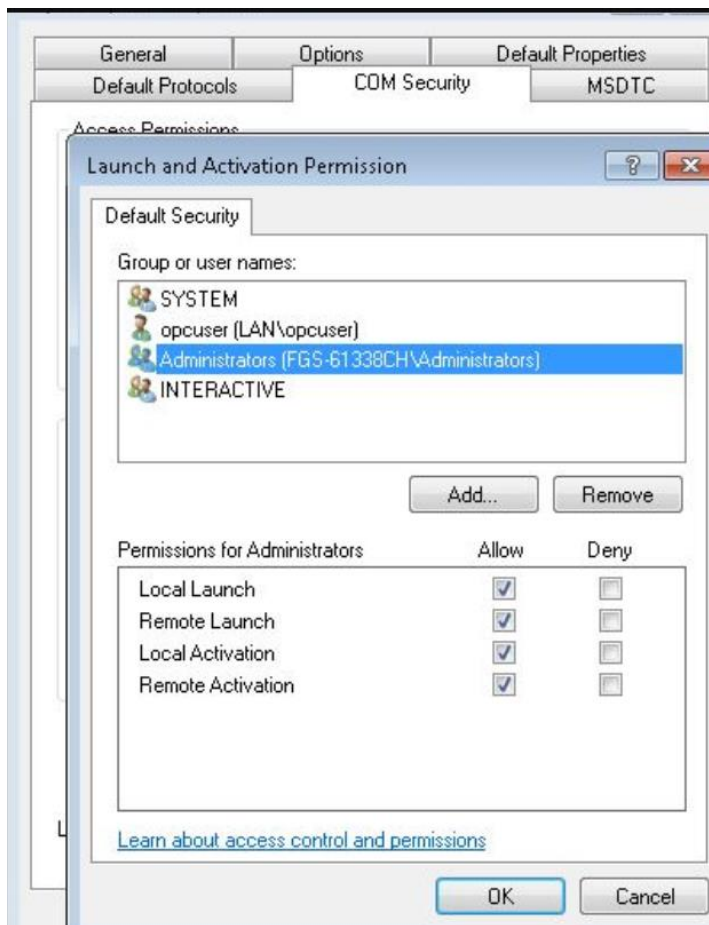 General Options Default Properties
Default Protocols COM Security MSDTC
Access Permissions
Launch and Activation Permission
Default Security
Group or user names:
SYSTEM
opcuser (LAN\opcuser)
Administrators (FGS-61338CH\Administrators)
INTERACTIVE
Add... Remove
Permissions for Administrators Allow Deny
Local Launch
Remote Launch
Local Activation
Remote Activation
L
Learn about access control and permissions
OK Cancel